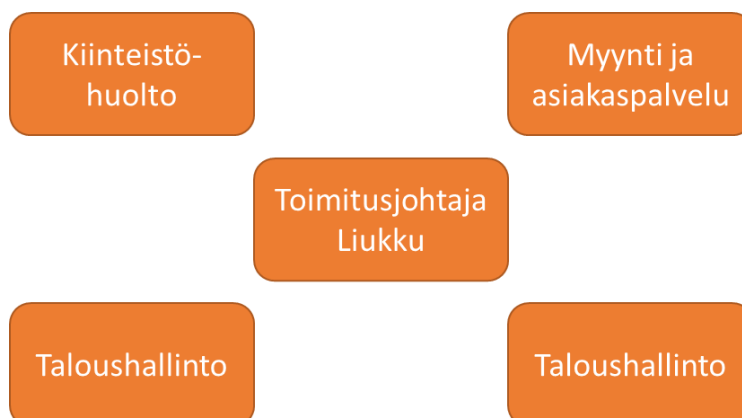 Kiinteistö-
huolto
Myynti ja
asiakaspalvelu
Toimitusjohtaja
Liukku
Taloushallinto
Taloushallinto